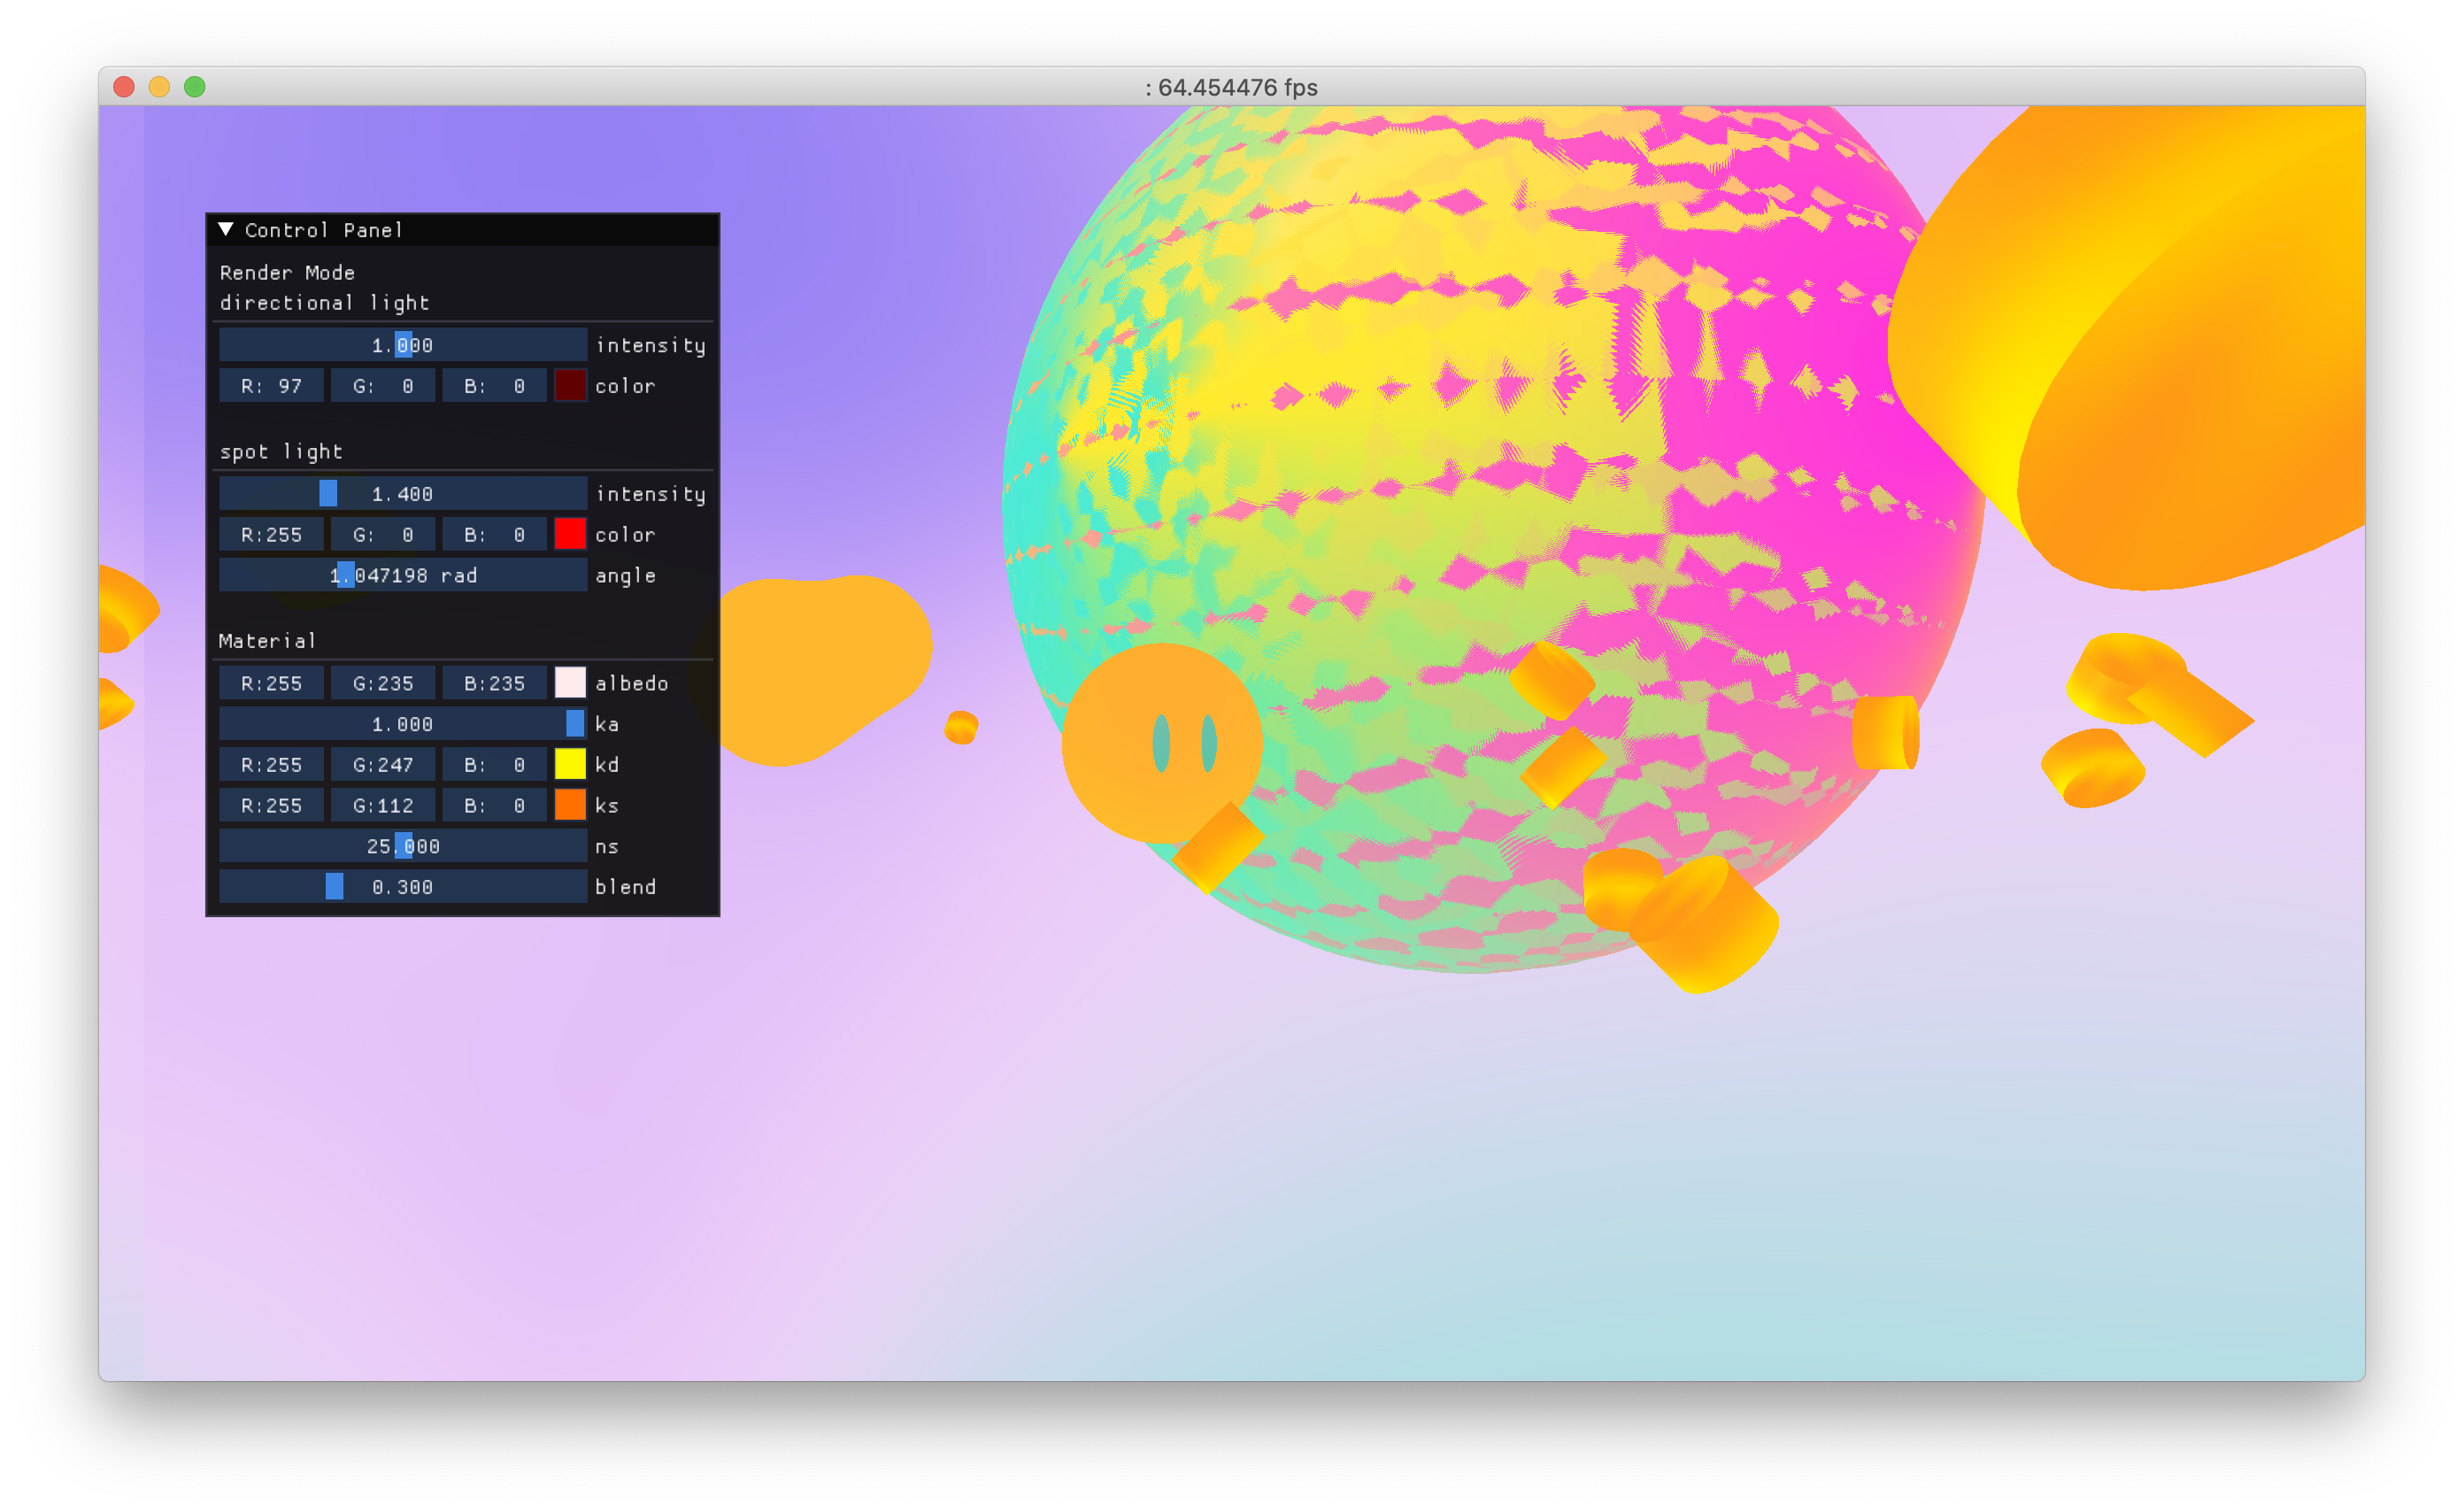 : 64.454476 fps
Control Panel
Render Mode
directional light
1.000 intensity
R: 97 G: 0 B: 0 color
spot light
1.400 intensity
R:255 G: 0 B: 0 color
1.047198 rad angle
Material
R:255 G:235 B:235 albedo
1.000 ka
R:255 G:247 B: 0 kd
R:255 G:112 B: 0 ks
25.000 ns
0.300 blend